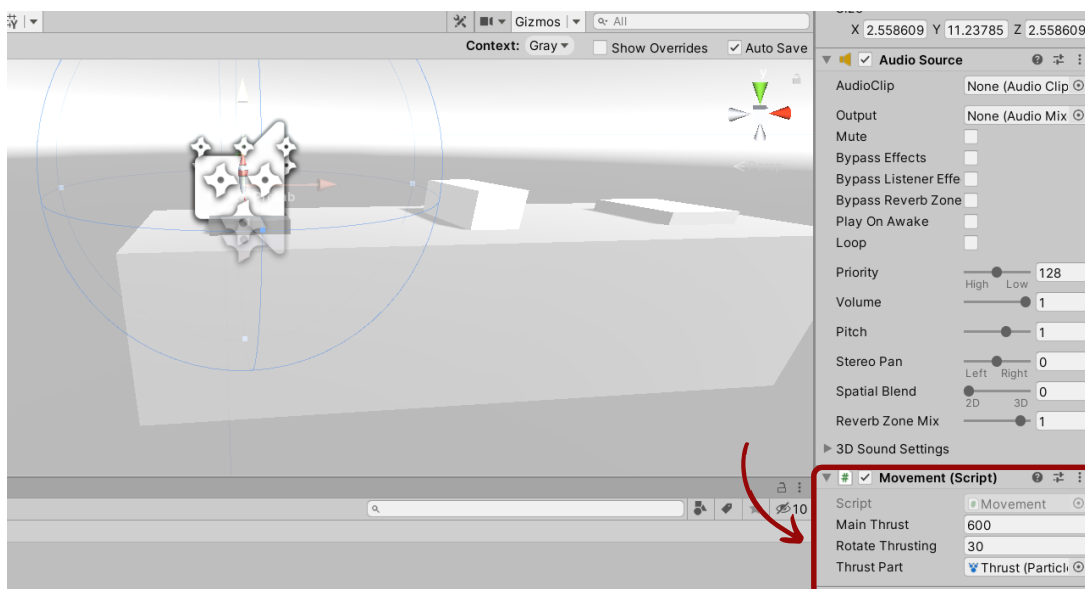 Gizmos
All
Context: Gray
Show Overrides
Auto Save
X 2.558609 Y 11.23785 Z 2.558609
Audio Source
AudioClip None (Audio Clip
Output None (Audio Mix
Mute
Bypass Effects
Bypass Listener Effe
Bypass Reverb Zone
Play On Awake
Loop
Priority 128
High Low
Volume 1
Pitch 1
Stereo Pan 0
Left Right
Spatial Blend 0
2D 3D
Reverb Zone Mix 1
3D Sound Settings
# Movement (Script)
Script # Movement
Main Thrust 600
Rotate Thrusting 30
Thrust Part Thrust (Particle
10